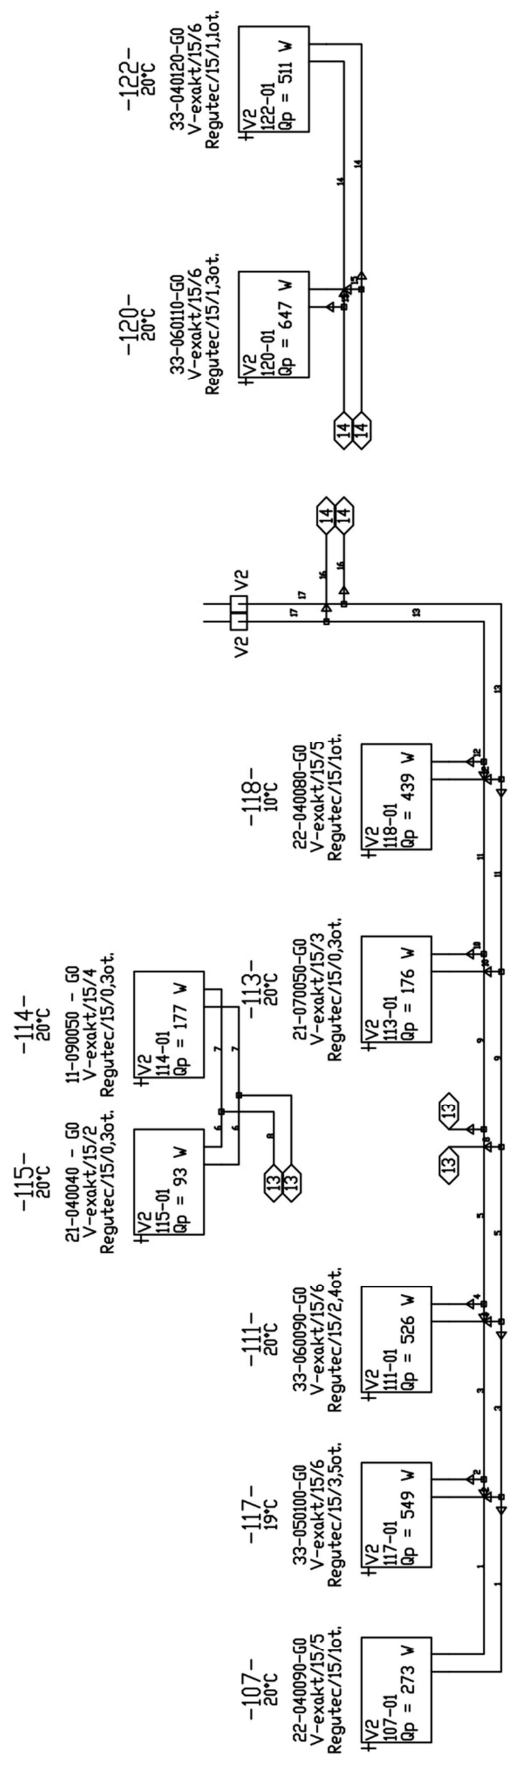 -107-
20°C
22-040090-G0
V-exakt/15/5
Regutec/15/1ot.
V2
107-01
Qp = 273 W
-117-
19°C
33-050100-G0
V-exakt/15/6
Regutec/15/3,5ot.
V2
117-01
Qp = 549 W
-111-
20°C
33-060090-G0
V-exakt/15/6
Regutec/15/2,4ot.
V2
111-01
Qp = 526 W
-115-
20°C
21-040040 - G0
V-exakt/15/2
Regutec/15/0,3ot.
V2
115-01
Qp = 93 W
-114-
20°C
11-090050 - G0
V-exakt/15/4
Regutec/15/0,3ot.
V2
114-01
Qp = 177 W
-113-
20°C
21-070050-G0
V-exakt/15/3
Regutec/15/0,3ot.
V2
113-01
Qp = 176 W
-118-
10°C
22-040080-G0
V-exakt/15/5
Regutec/15/1ot.
V2
118-01
Qp = 439 W
-120-
20°C
33-060110-G0
V-exakt/15/6
Regutec/15/1,3ot.
V2
120-01
Qp = 647 W
-122-
20°C
33-040120-G0
V-exakt/15/6
Regutec/15/1,1ot.
V2
122-01
Qp = 511 W
V2
V2
13
13
13
13
14
14
14
14
1
1
2
3
3
4
5
5
6
6
7
7
8
9
9
10
11
11
12
13
13
14
14
15
16
16
17
17